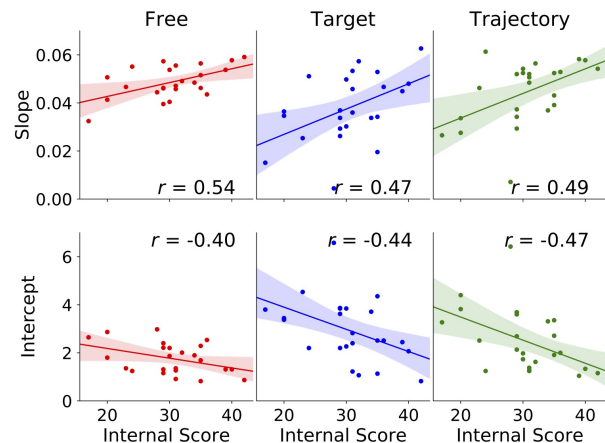 Free Target Trajectory
0.06
0.04
0.02
0.00
Slope
r = 0.54 r = 0.47 r = 0.49
r = -0.40 r = -0.44 r = -0.47
6
4
2
0
Intercept
20 30 40 20 30 40 20 30 40
Internal Score Internal Score Internal Score